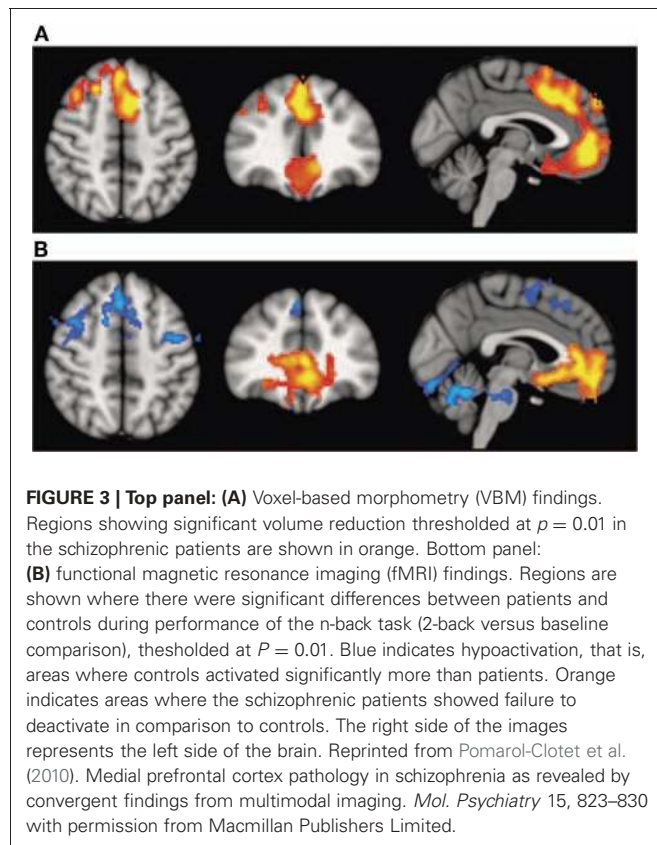 A
B
FIGURE 3 | Top panel: (A) Voxel-based morphometry (VBM) findings.
Regions showing significant volume reduction thresholded at p = 0.01 in
the schizophrenic patients are shown in orange. Bottom panel:
(B) functional magnetic resonance imaging (fMRI) findings. Regions are
shown where there were significant differences between patients and
controls during performance of the n-back task (2-back versus baseline
comparison), thesholded at P = 0.01. Blue indicates hypoactivation, that is,
areas where controls activated significantly more than patients. Orange
indicates areas where the schizophrenic patients showed failure to
deactivate in comparison to controls. The right side of the images
represents the left side of the brain. Reprinted from Pomarol-Clotet et al.
(2010). Medial prefrontal cortex pathology in schizophrenia as revealed by
convergent findings from multimodal imaging. Mol. Psychiatry 15, 823–830
with permission from Macmillan Publishers Limited.